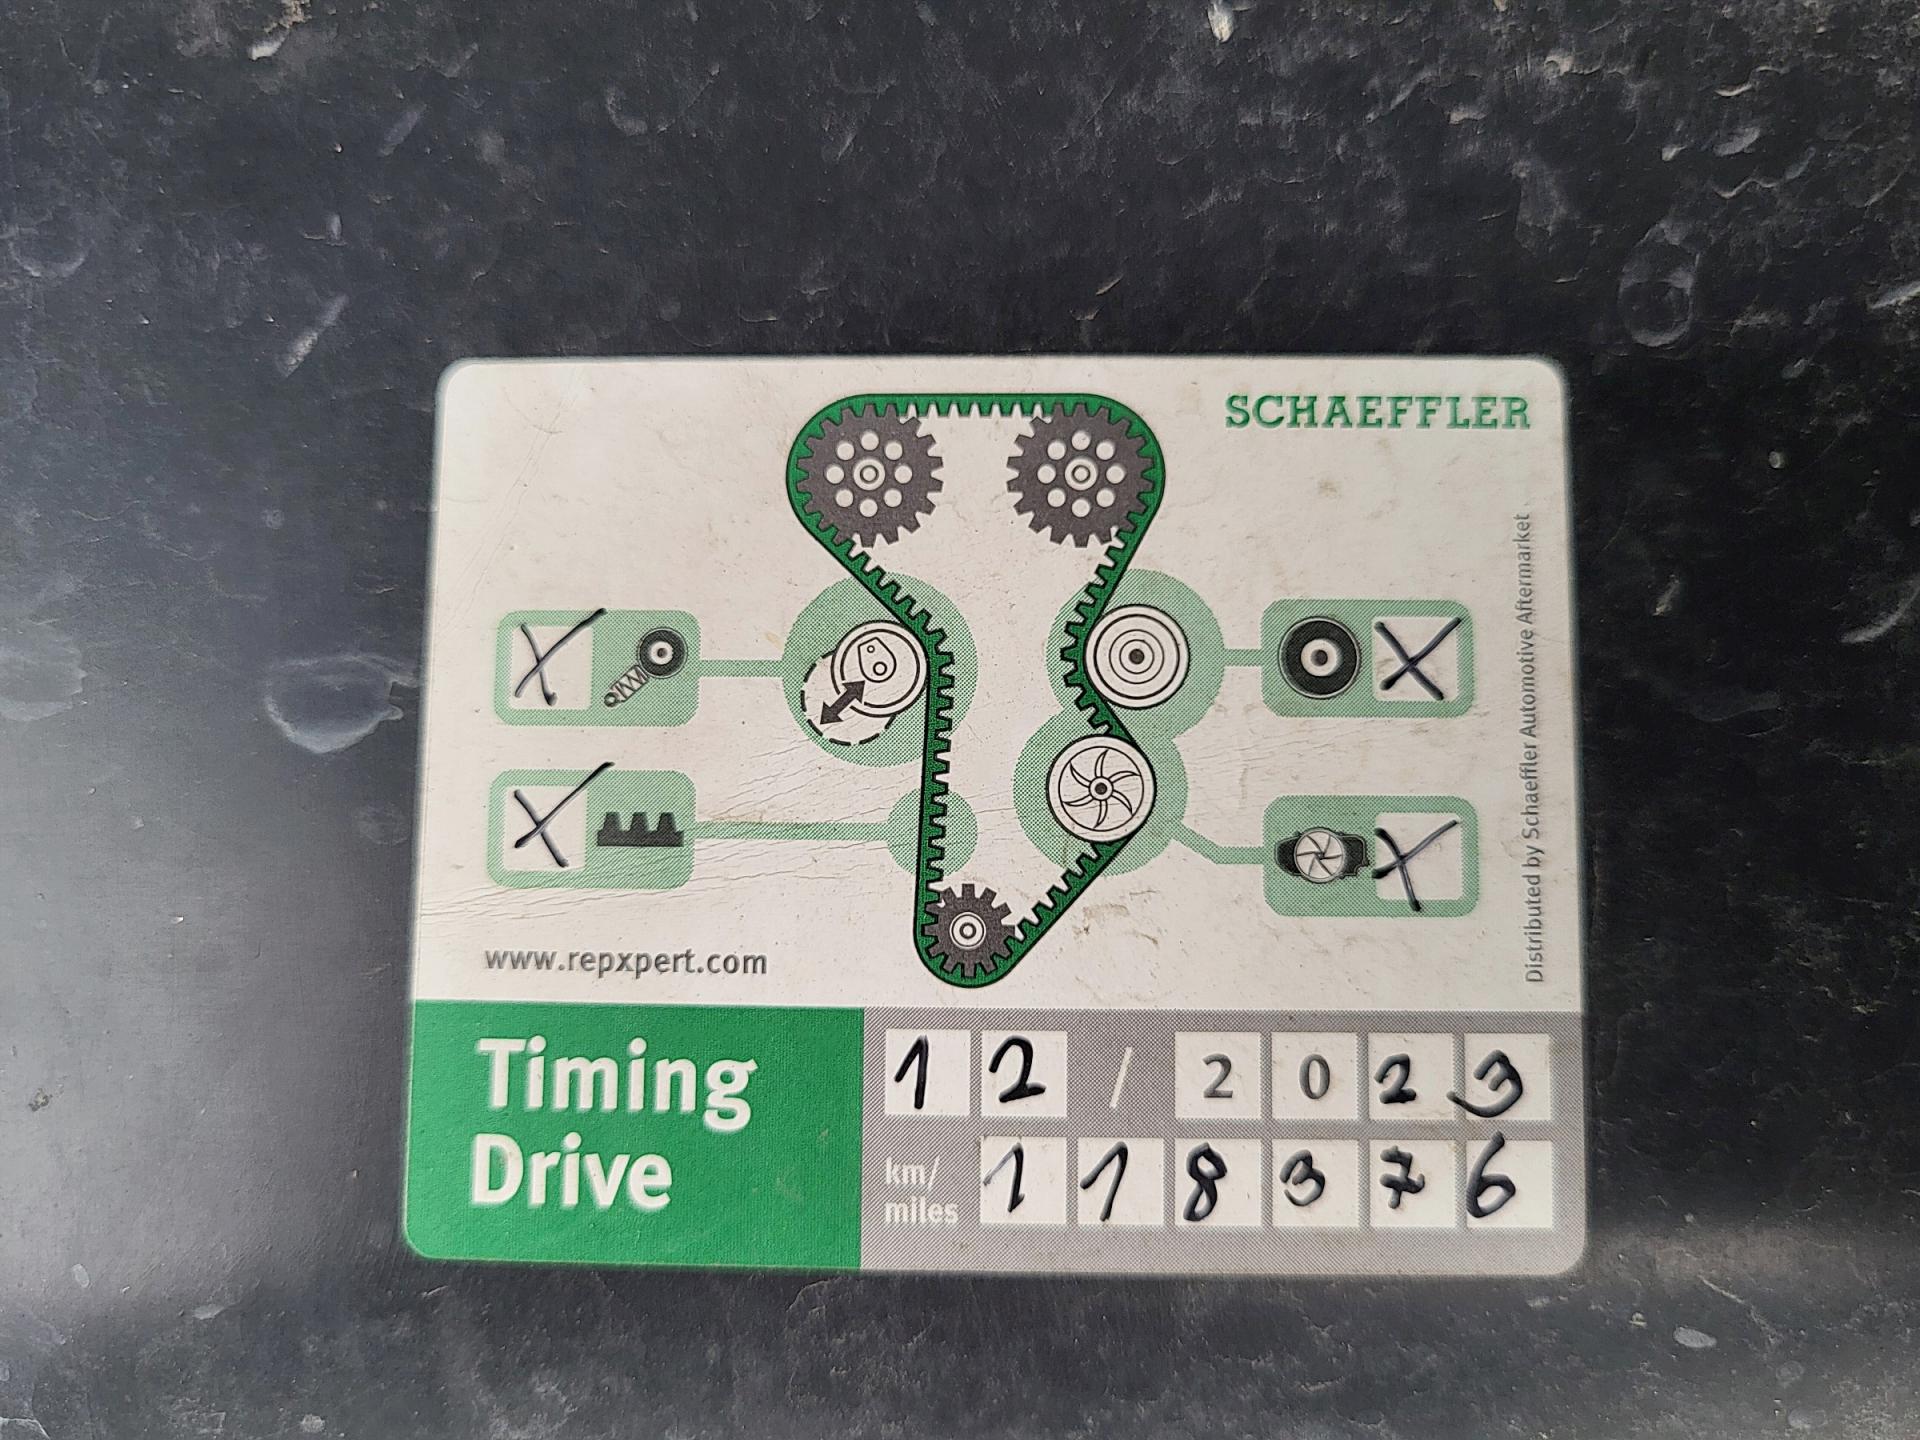 SCHAEFFLER
Distributed by Schaeffler Automotive Aftermarket
www.repxpert.com
Timing
Drive
12 / 2023
km/
miles
118376